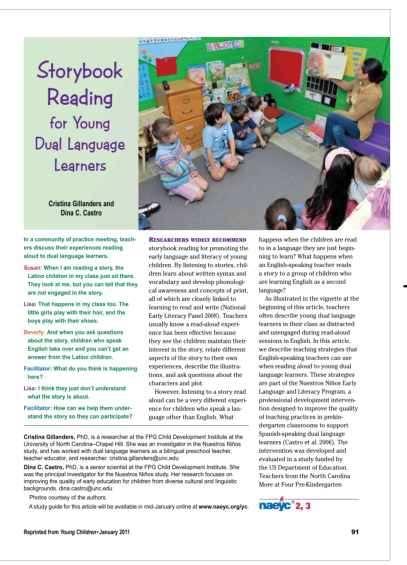 Storybook
Reading
for Young
Dual Language
Learners
Cristina Gillanders and
Dina C. Castro
In a community of practice meeting, teach-
ers discuss their experiences reading
aloud to dual language learners.
Susan: When I am reading a story, the
Latino children in my class just sit there.
They look at me, but you can tell that they
are not engaged in the story.
Lisa: That happens in my class too. The
little girls play with their hair, and the
boys play with their shoes.
Beverly: And when you ask questions
about the story, children who speak
English take over and you can't get an
answer from the Latino children.
Facilitator: What do you think is happening
here?
Lisa: I think they just don't understand
what the story is about.
Facilitator: How can we help them under-
stand the story so they can participate?
RESEARCHERS WIDELY RECOMMEND
storybook reading for promoting the
early language and literacy of young
children. By listening to stories, chil-
dren learn about written syntax and
vocabulary and develop phonologi-
cal awareness and concepts of print,
all of which are closely linked to
learning to read and write (National
Early Literacy Panel 2008). Teachers
usually know a read-aloud experi-
ence has been effective because
they see the children maintain their
interest in the story, relate different
aspects of the story to their own
experiences, describe the illustra-
tions, and ask questions about the
characters and plot.
However, listening to a story read
aloud can be a very different experi-
ence for children who speak a lan-
guage other than English. What
happens when the children are read
to in a language they are just begin-
ning to learn? What happens when
an English-speaking teacher reads
a story to a group of children who
are learning English as a second
language?
As illustrated in the vignette at the
beginning of this article, teachers
often describe young dual language
learners in their class as distracted
and unengaged during read-aloud
sessions in English. In this article,
we describe teaching strategies that
English-speaking teachers can use
when reading aloud to young dual
language learners. These strategies
are part of the Nuestros Niños Early
Language and Literacy Program, a
professional development interven-
tion designed to improve the quality
of teaching practices in prekin-
dergarten classrooms to support
Spanish-speaking dual language
learners (Castro et al. 2006). The
intervention was developed and
evaluated in a study funded by
the US Department of Education.
Teachers from the North Carolina
More at Four Pre-Kindergarten
Cristina Gillanders, PhD, is a researcher at the FPG Child Development Institute at the
University of North Carolina–Chapel Hill. She was an investigator in the Nuestros Niños
study, and has worked with dual language learners as a bilingual preschool teacher,
teacher educator, and researcher. cristina.gillanders@unc.edu
Dina C. Castro, PhD, is a senior scientist at the FPG Child Development Institute. She
was the principal investigator for the Nuestros Niños study. Her research focuses on
improving the quality of early education for children from diverse cultural and linguistic
backgrounds. dina.castro@unc.edu
Photos courtesy of the authors.
A study guide for this article will be available in mid-January online at www.naeyc.org/yc.
naeyc® 2, 3
Reprinted from Young Children • January 2011
91